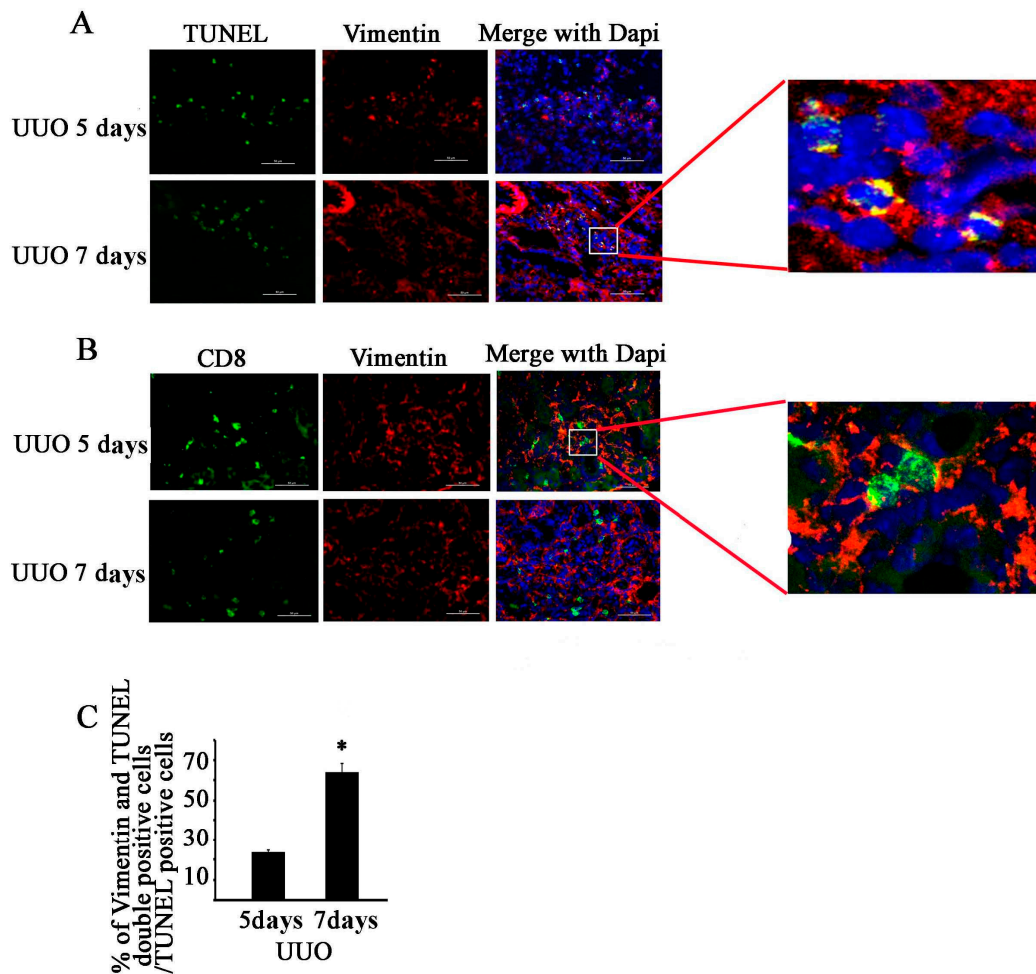 A
TUNEL Vimentin Merge with Dapi
UUO 5 days
UUO 7 days
B
CD8 Vimentin Merge with Dapi
UUO 5 days
UUO 7 days
C
% of Vimentin and TUNEL
double positive cells
/TUNEL positive cells
*
70
50
30
10
5days 7days
UUO